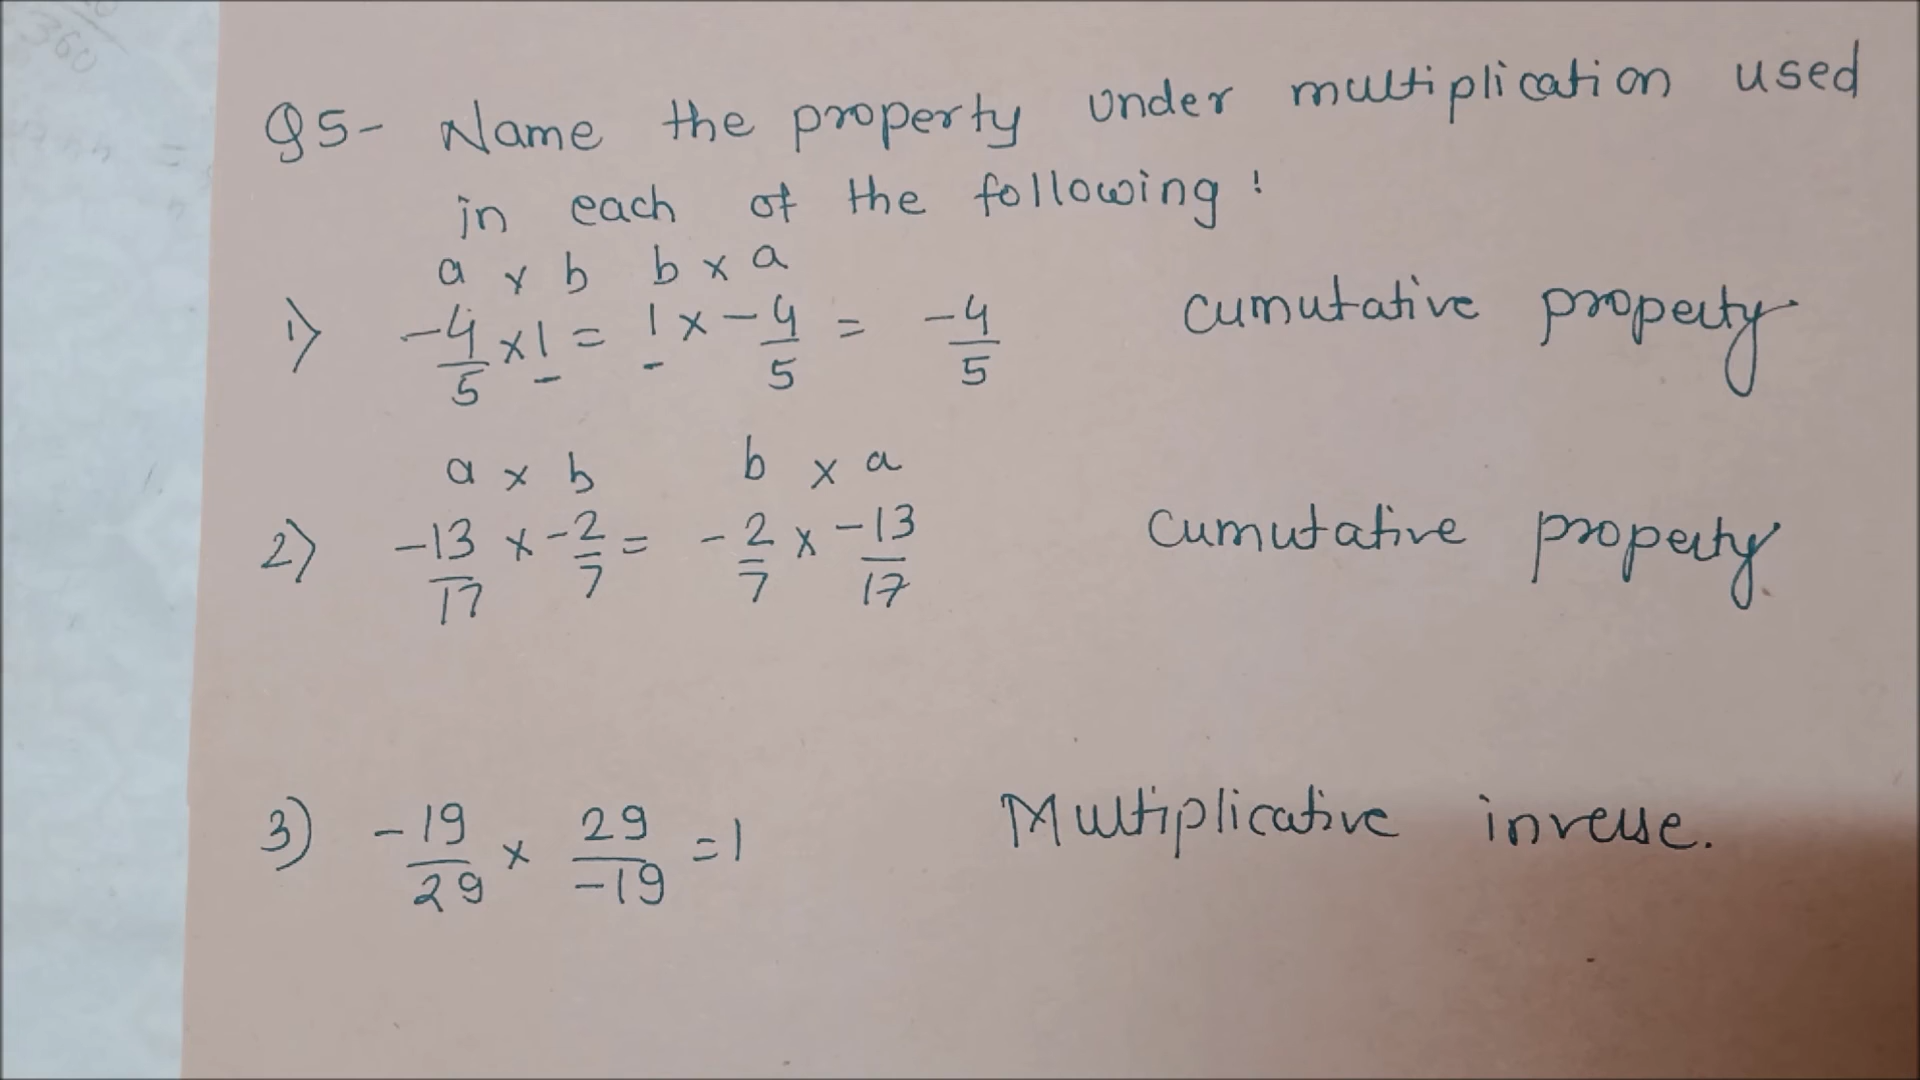 Q5- Name the property under multiplication used
in each of the following :
a x b b x a
1) -4/5 x 1 = 1 x -4/5 = -4/5 cumutative property
a x b b x a
2) -13/17 x -2/7 = -2/7 x -13/17 cumutative property
3) -19/29 x 29/-19 = 1 Multiplicative inverse.
360